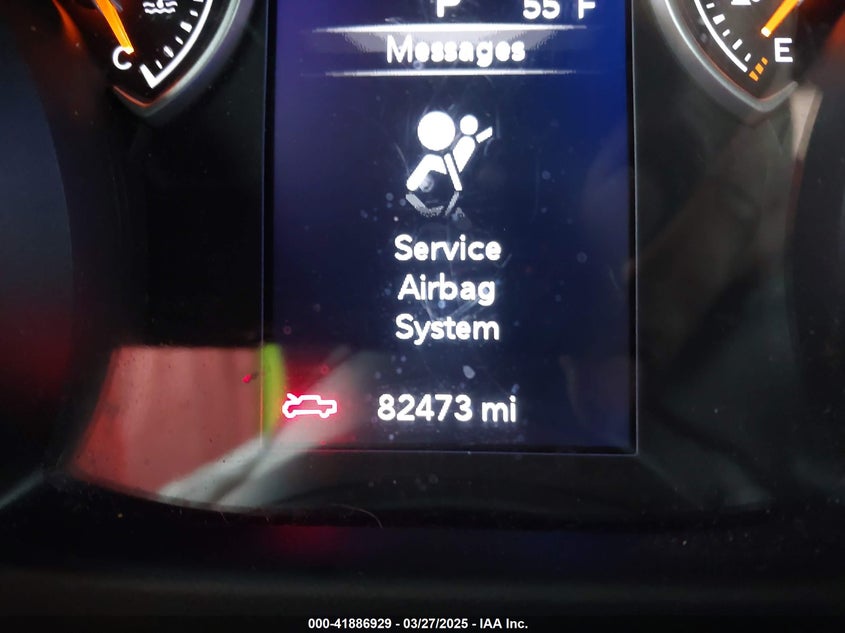 P 55 F
C
E
Messages
Service
Airbag
System
82473 mi
000-41886929 - 03/27/2025 - IAA Inc.